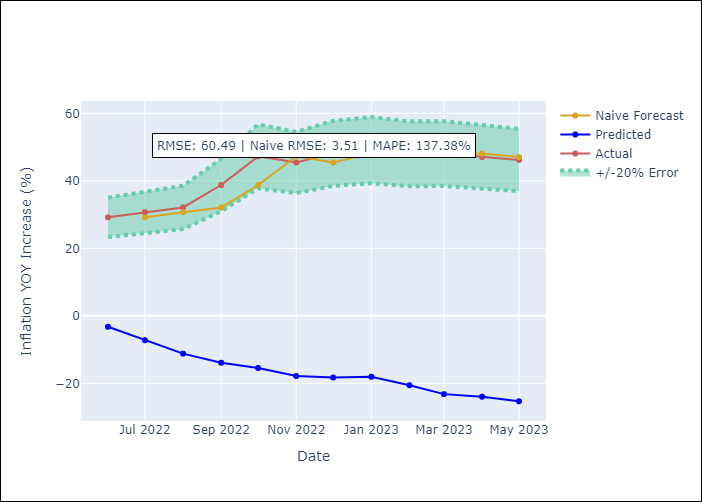 RMSE: 60.49 | Naive RMSE: 3.51 | MAPE: 137.38%
Naive Forecast
Predicted
Actual
+/-20% Error
Inflation YOY Increase (%)
60
40
20
0
−20
Jul 2022
Sep 2022
Nov 2022
Jan 2023
Mar 2023
May 2023
Date